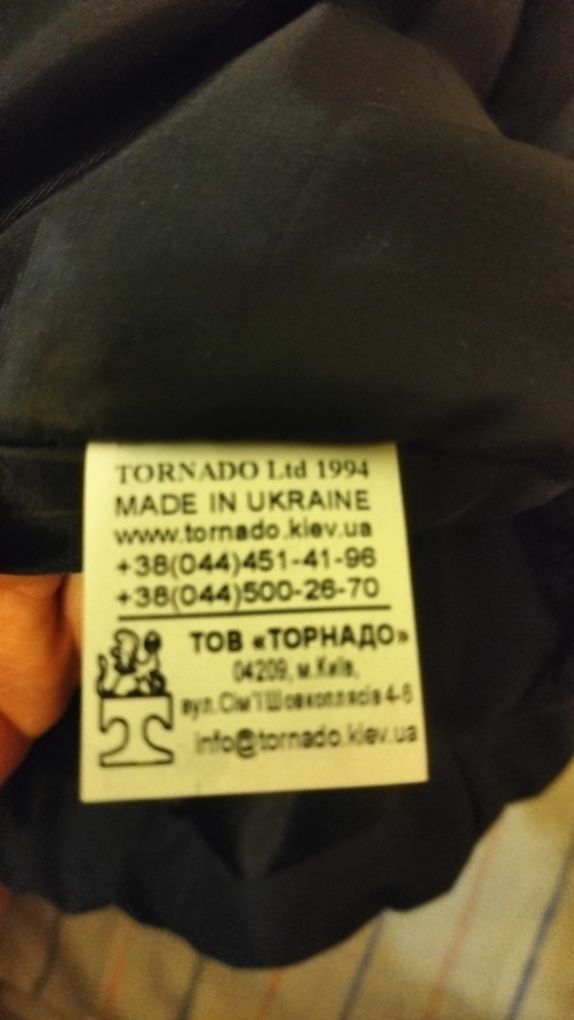 TORNADO Ltd 1994
MADE IN UKRAINE
www.tornado.kiev.ua
+38(044)451-41-96
+38(044)500-26-70
ТОВ «ТОРНАДО»
04209, м.Київ,
вул.Сім'ї Шовкоплясів 4-6
info@tornado.kiev.ua